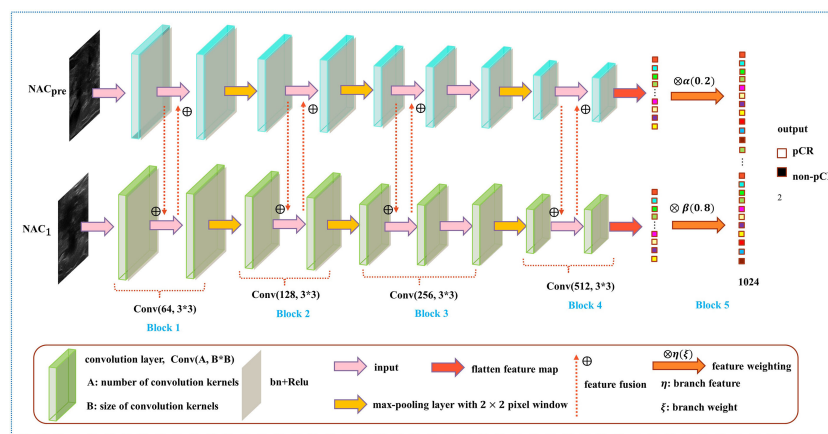 NACpre
⊗α(0.2)
⊕ ⊕ ⊕ ⊕
output
pCR
non-pCR
2
⊕ ⊕ ⊕ ⊕
NAC1
⊗ β(0.8)
1024
Conv(64, 3*3)
Conv(128, 3*3)
Conv(256, 3*3)
Conv(512, 3*3)
Block 1
Block 2
Block 3
Block 4
Block 5
convolution layer, Conv(A, B*B)
A: number of convolution kernels
B: size of convolution kernels
bn+Relu
input
flatten feature map
max-pooling layer with 2 × 2 pixel window
⊕
feature fusion
⊗η(ξ)
feature weighting
η: branch feature
ξ: branch weight